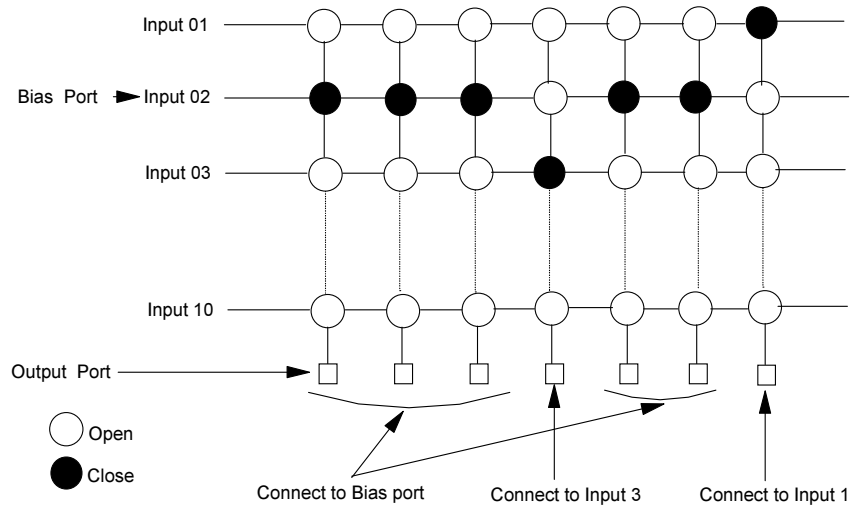 Input 01
Bias Port
Input 02
Input 03
Input 10
Output Port
Open
Close
Connect to Bias port
Connect to Input 3
Connect to Input 1